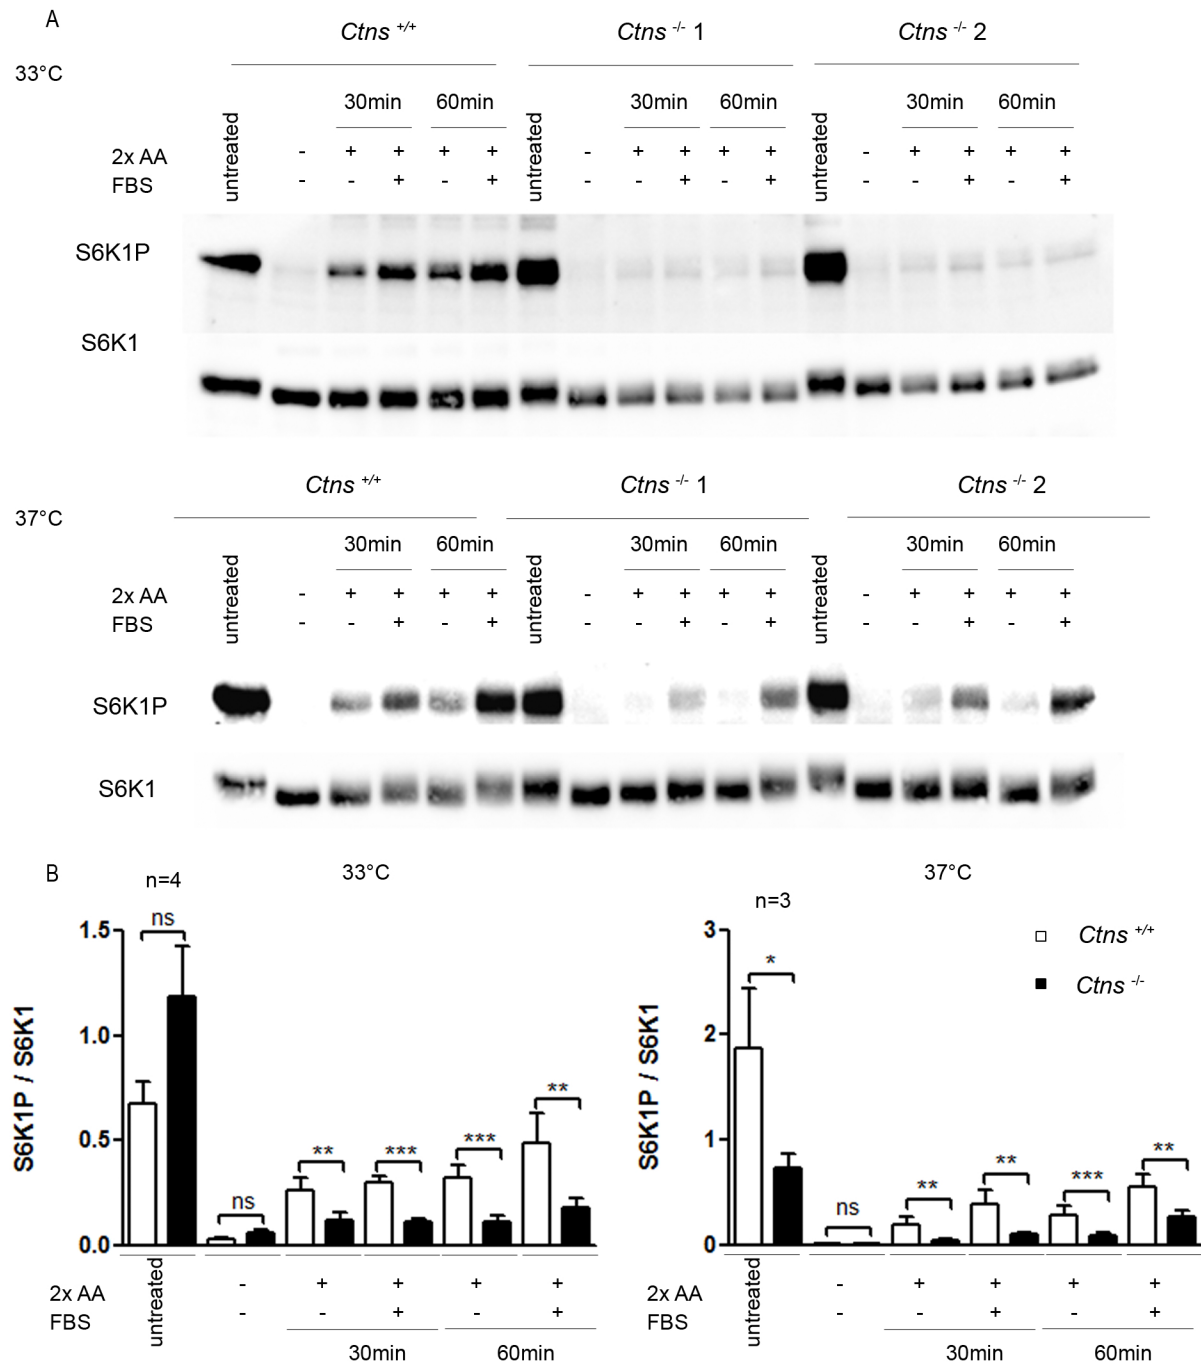 A
Ctns +/+ Ctns -/- 1 Ctns -/- 2
33°C
30min 60min 30min 60min 30min 60min
untreated untreated untreated
2x AA - + + + + - + + + + - + + + +
FBS - - + - + - - + - + - - + - +
S6K1P
S6K1
Ctns +/+ Ctns -/- 1 Ctns -/- 2
37°C
30min 60min 30min 60min 30min 60min
untreated untreated untreated
2x AA - + + + + - + + + + - + + + +
FBS - - + - + - - + - + - - + - +
S6K1P
S6K1
B
33°C
n=4
S6K1P / S6K1
1.5
1.0
0.5
0.0
ns
ns
**
***
***
**
untreated
2x AA - + + + +
FBS - - + - +
30min 60min
37°C
n=3
Ctns +/+
Ctns -/-
S6K1P / S6K1
3
2
1
0
*
ns
**
**
***
**
untreated
2x AA - + + + +
FBS - - + - +
30min 60min